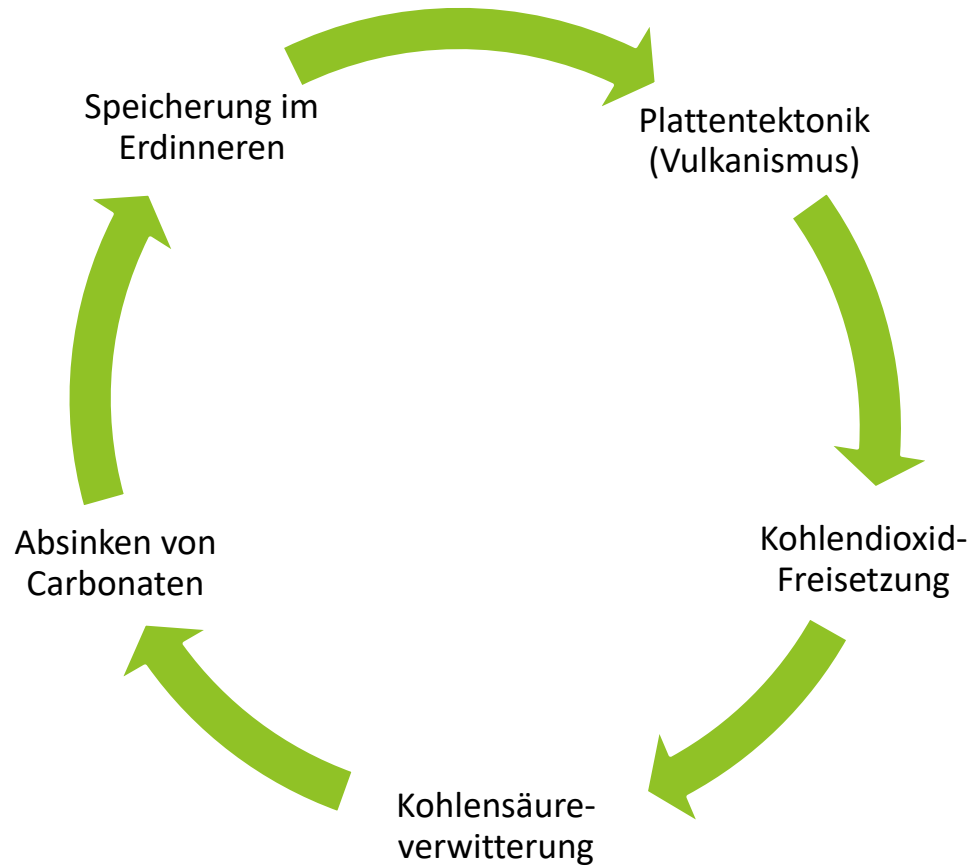 Speicherung im
Erdinneren
Plattentektonik
(Vulkanismus)
Kohlendioxid-
Freisetzung
Kohlensäure-
verwitterung
Absinken von
Carbonaten